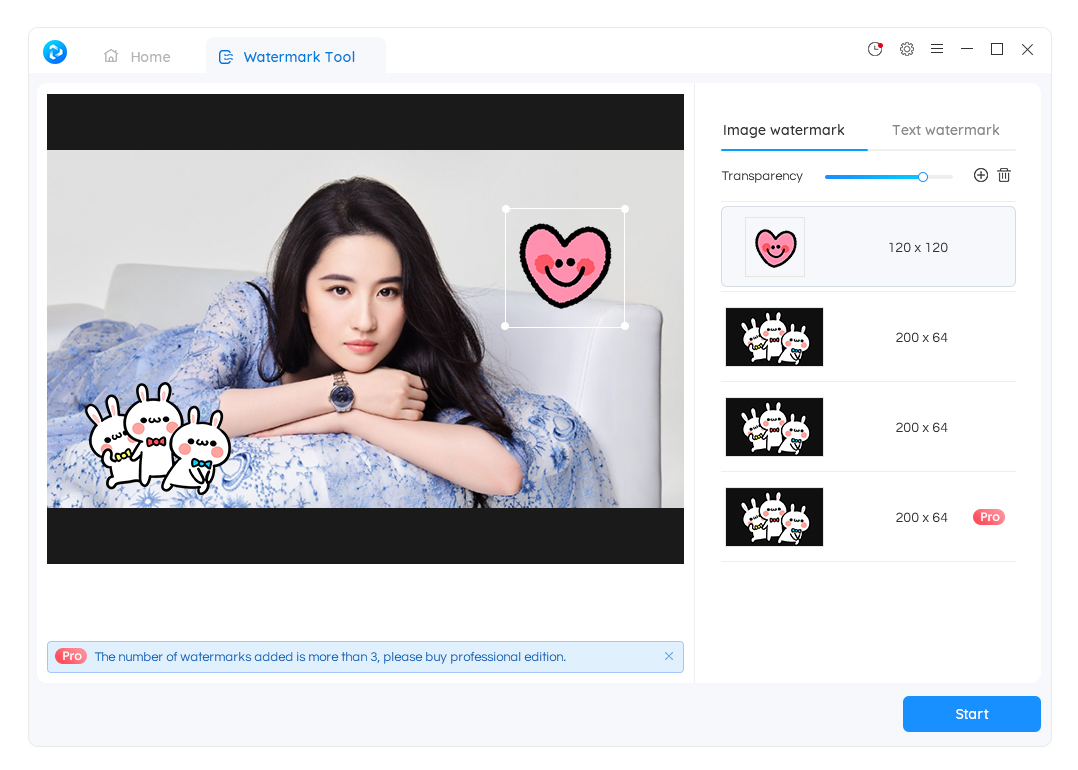 Home
Watermark Tool
Image watermark
Text watermark
Transparency
120 x 120
200 x 64
200 x 64
200 x 64 Pro
Pro The number of watermarks added is more than 3, please buy professional edition.
Start